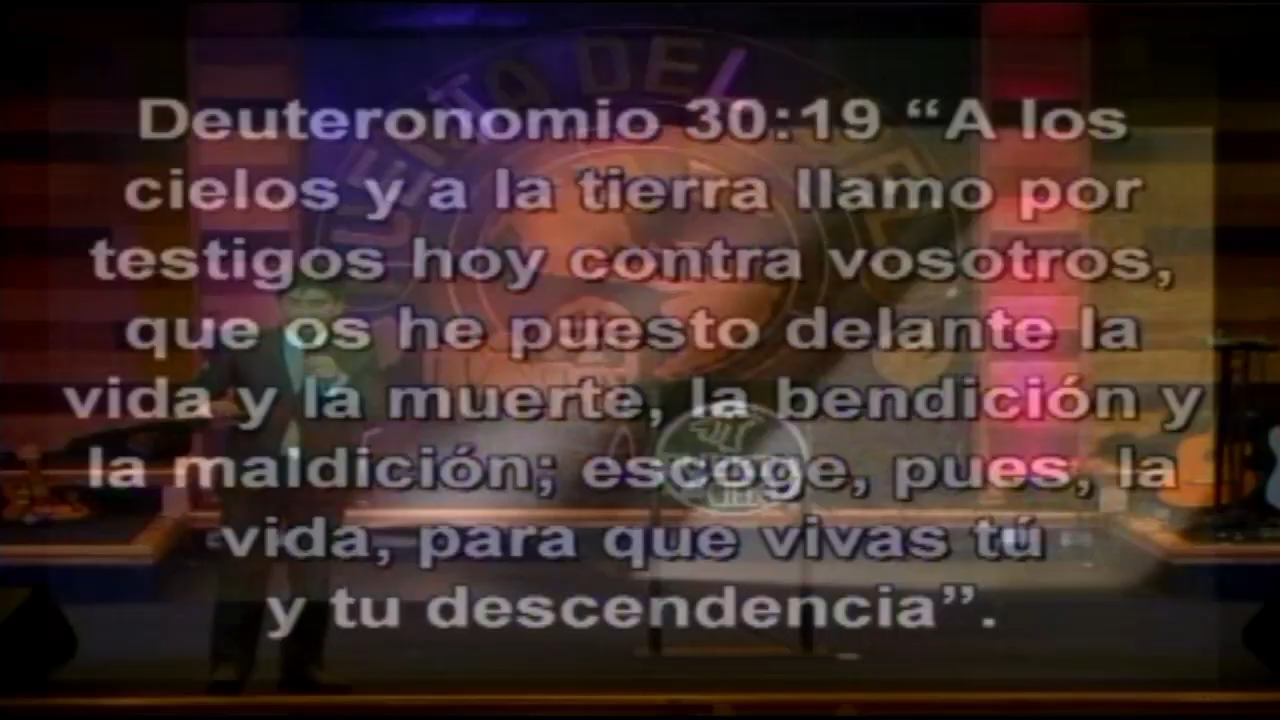 Deuteronomio 30:19 “A los
cielos y a la tierra llamo por
testigos hoy contra vosotros,
que os he puesto delante la
vida y la muerte, la bendición y
la maldición; escoge, pues, la
vida, para que vivas tú
y tu descendencia”.
DEL